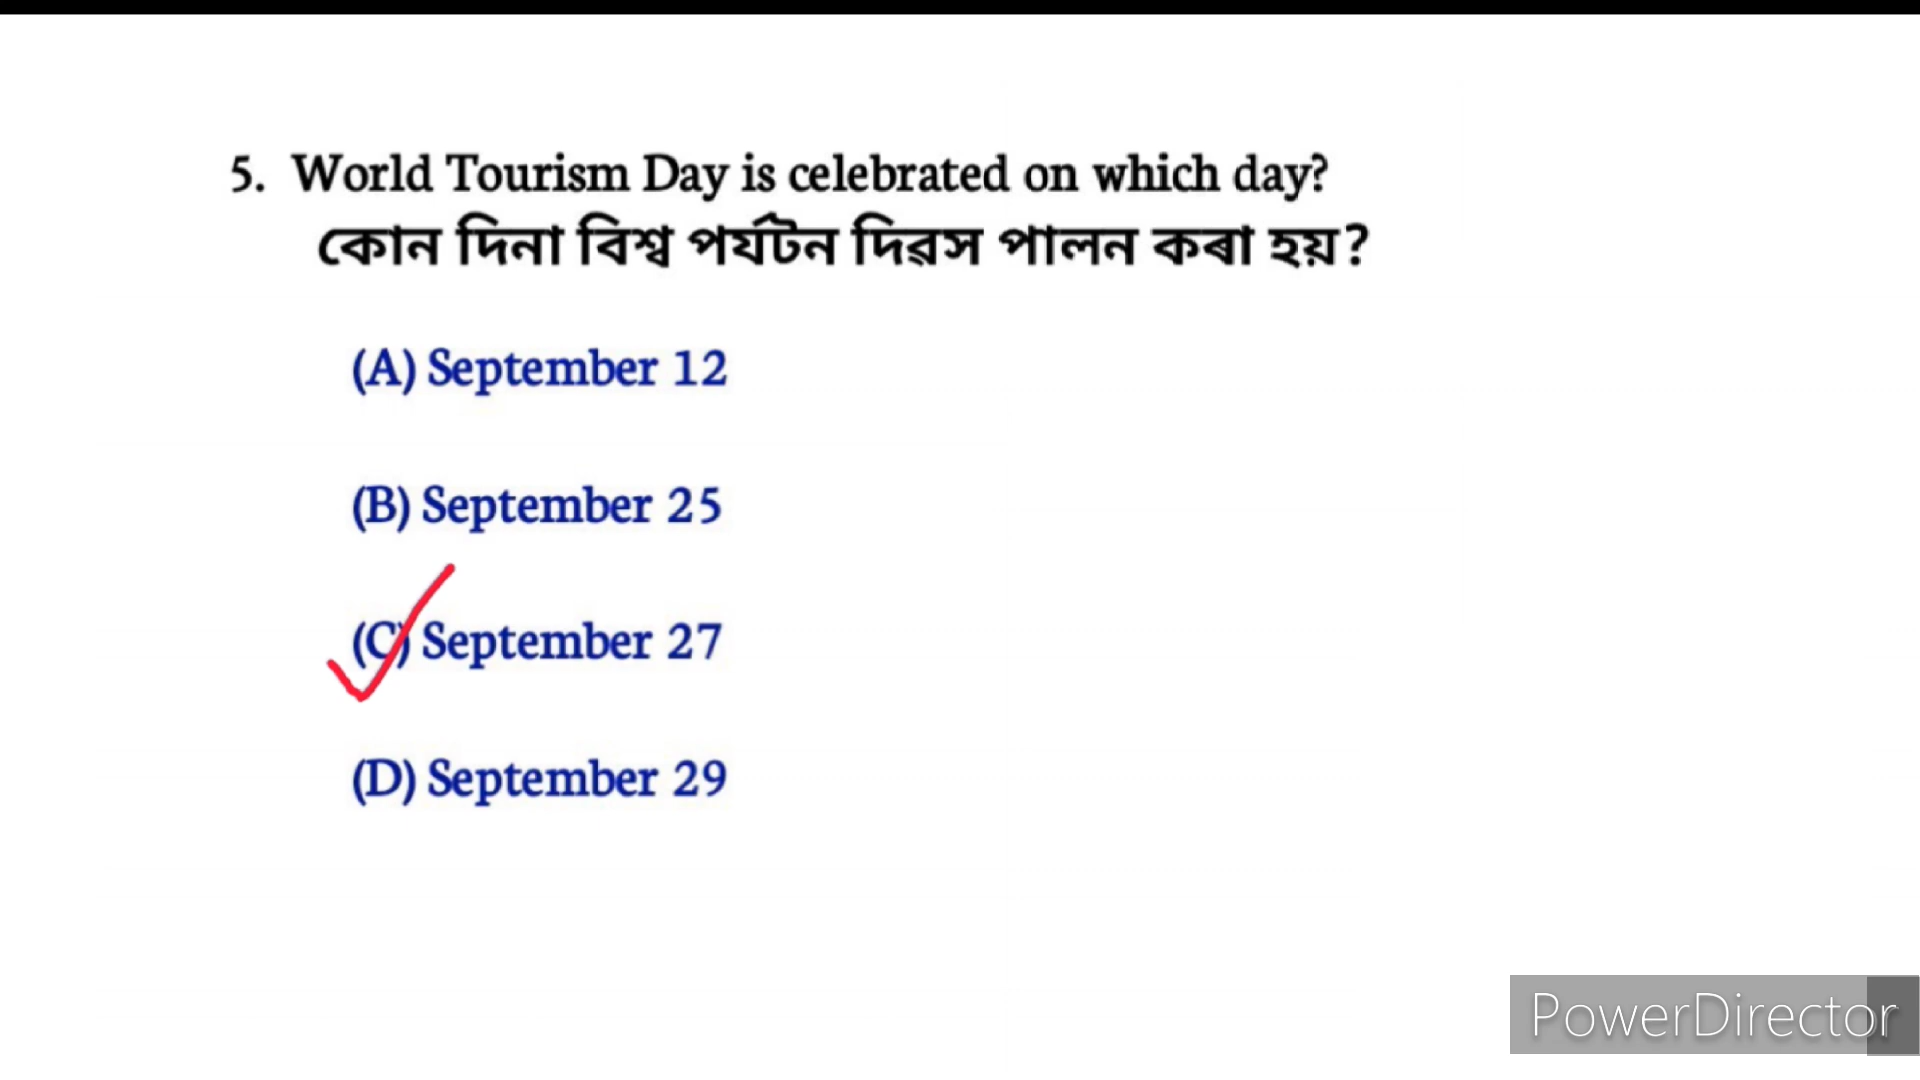 5. World Tourism Day is celebrated on which day?
কোন দিনা বিশ্ব পৰ্যটন দিৱস পালন কৰা হয়?
(A) September 12
(B) September 25
(C) September 27
(D) September 29
PowerDirector